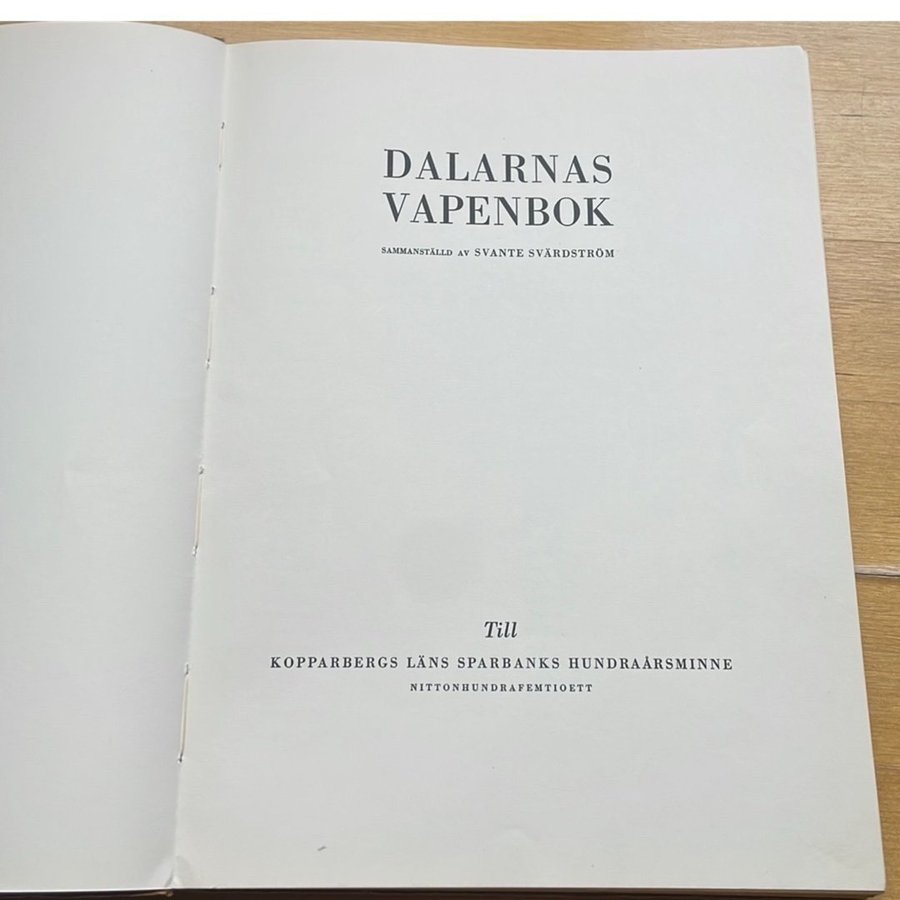 DALARNAS
VAPENBOK
SAMMANSTÄLLD AV SVANTE SVÄRDSTRÖM
Till
KOPPARBERGS LÄNS SPARBANKS HUNDRAÅRSMINNE
NITTONHUNDRAFEMTIOETT